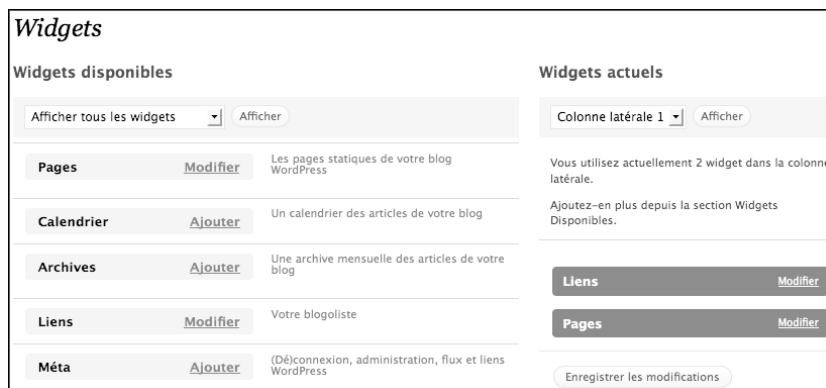 Widgets
Widgets disponibles
Afficher tous les widgets Afficher
Pages Modifier Les pages statiques de votre blog
WordPress
Calendrier Ajouter Un calendrier des articles de votre blog
Archives Ajouter Une archive mensuelle des articles de votre
blog
Liens Modifier Votre blogoliste
Méta Ajouter (Dé)connexion, administration, flux et liens
WordPress
Widgets actuels
Colonne latérale 1 Afficher
Vous utilisez actuellement 2 widget dans la colonne
latérale.
Ajoutez-en plus depuis la section Widgets
Disponibles.
Liens Modifier
Pages Modifier
Enregistrer les modifications